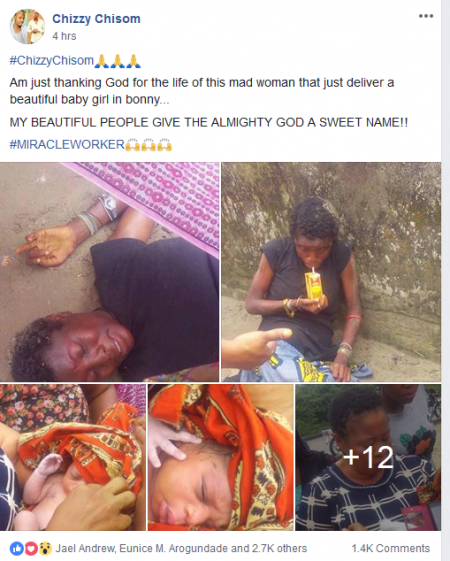 Chizzy Chisom
4 hrs
#ChizzyChisom🙏🙏🙏
Am just thanking God for the life of this mad woman that just deliver a
beautiful baby girl in bonny...
MY BEAUTIFUL PEOPLE GIVE THE ALMIGHTY GOD A SWEET NAME!!
#MIRACLEWORKER🙌🙌🙌
+12
Jael Andrew, Eunice M. Arogundade and 2.7K others 1.4K Comments